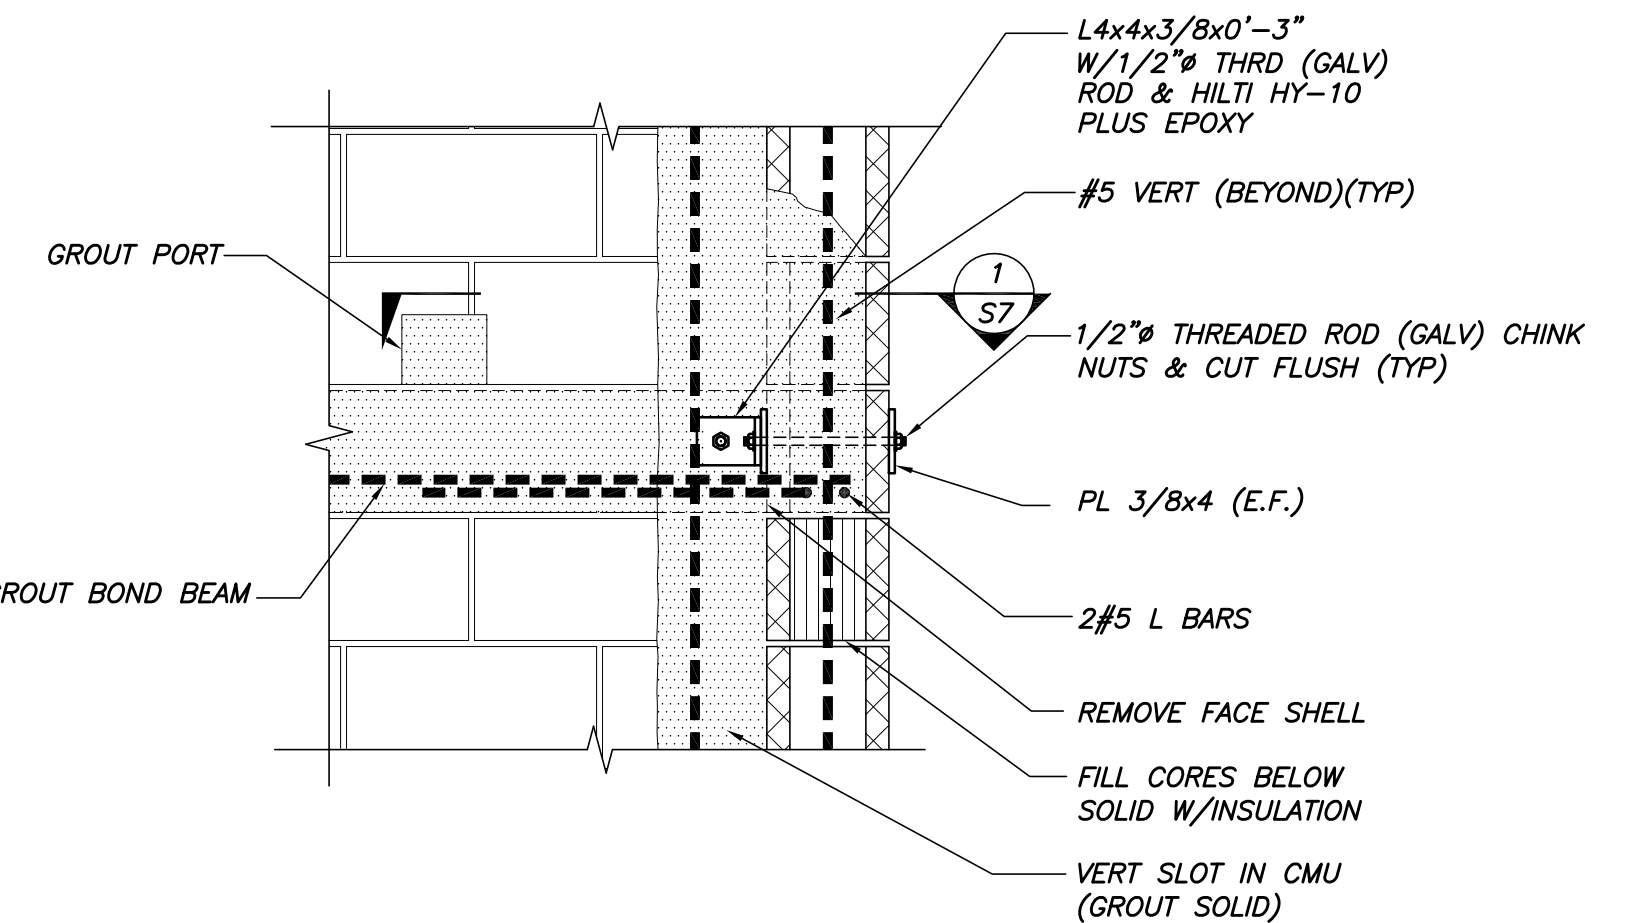 L4x4x3/8x0'-3"
W/1/2"ø THRD (GALV)
ROD & HILTI HY-10
PLUS EPOXY
#5 VERT (BEYOND)(TYP)
GROUT PORT
1
S7
1/2"ø THREADED ROD (GALV) CHINK
NUTS & CUT FLUSH (TYP)
PL 3/8x4 (E.F.)
ROUT BOND BEAM
2#5 L BARS
REMOVE FACE SHELL
FILL CORES BELOW
SOLID W/INSULATION
VERT SLOT IN CMU
(GROUT SOLID)